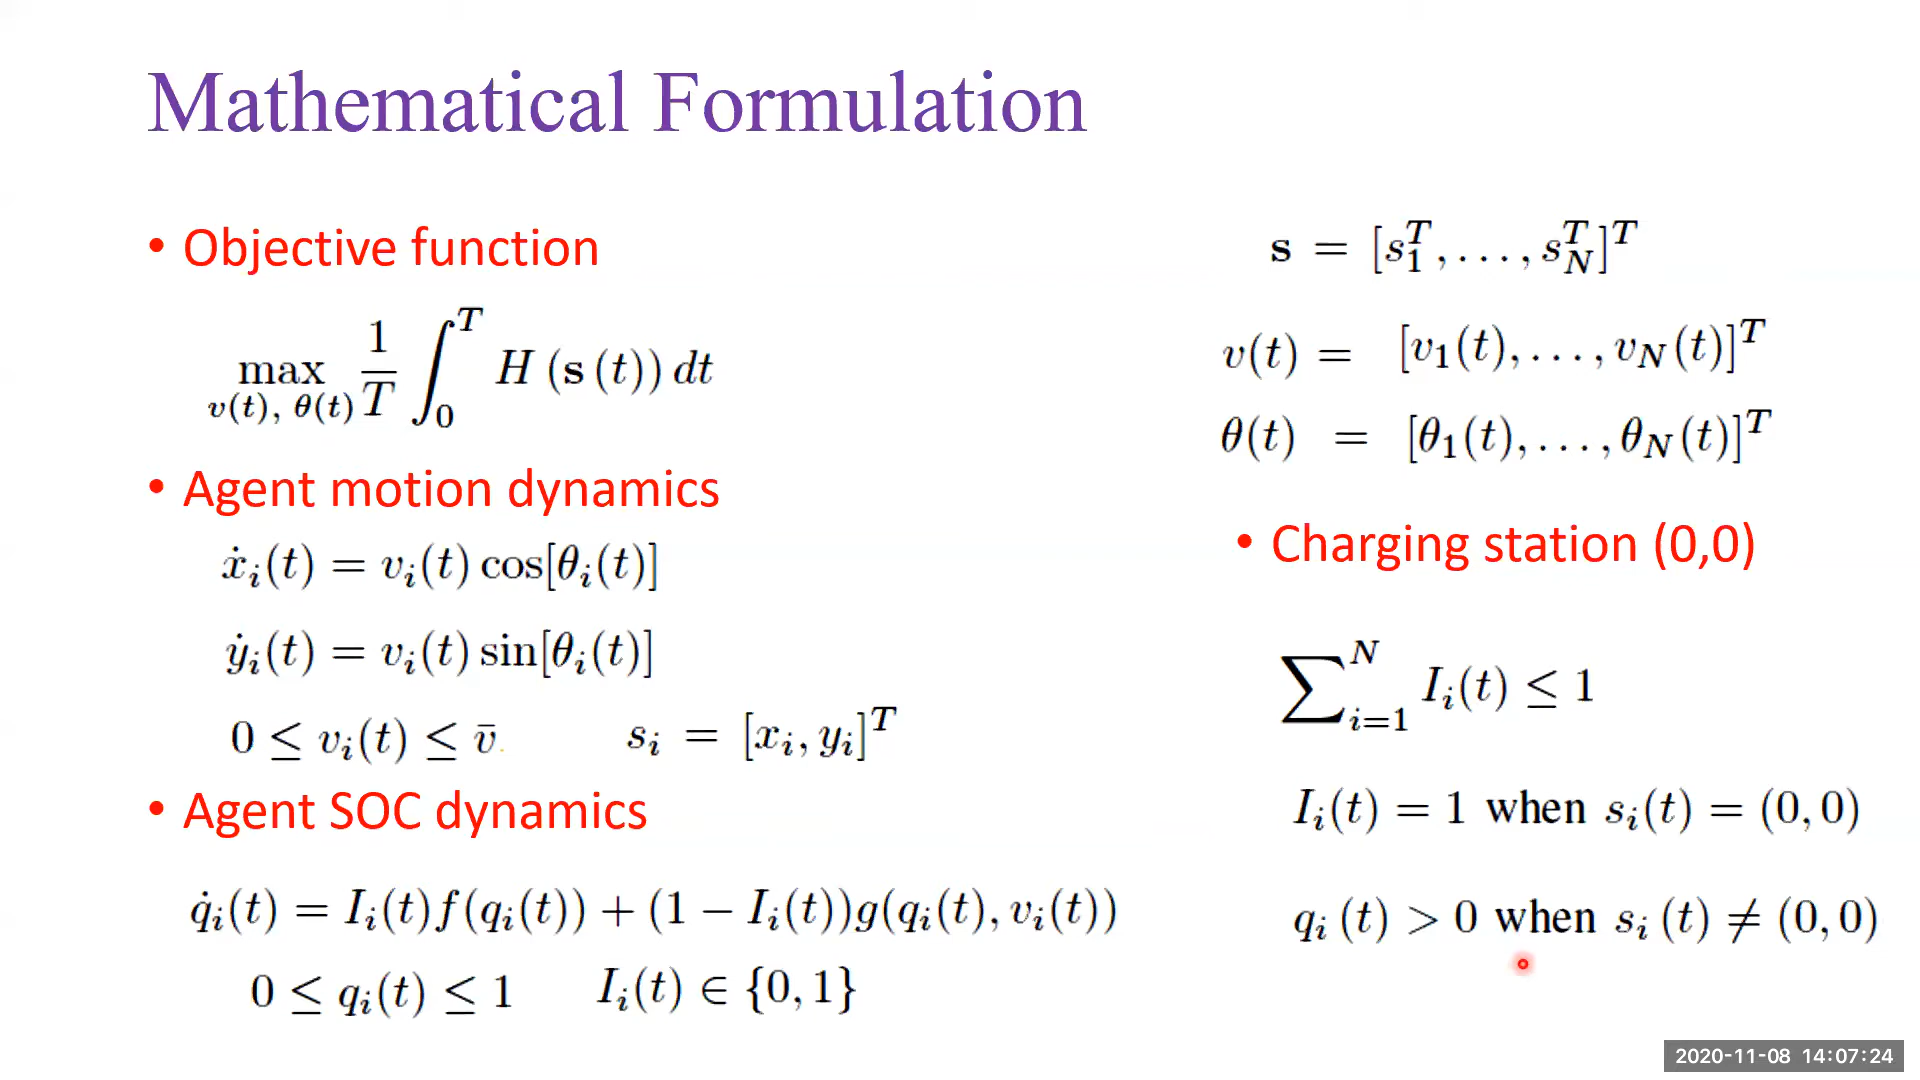 Mathematical Formulation
• Objective function
max_{v(t), θ(t)} \frac{1}{T} ∫_0^T H (s (t)) dt
• Agent motion dynamics
ẋ_i(t) = v_i(t) cos[θ_i(t)]
ẏ_i(t) = v_i(t) sin[θ_i(t)]
0 ≤ v_i(t) ≤ v̄
s_i = [x_i, y_i]^T
• Agent SOC dynamics
q̇_i(t) = I_i(t)f(q_i(t)) + (1 − I_i(t))g(q_i(t), v_i(t))
0 ≤ q_i(t) ≤ 1
I_i(t) ∈ {0, 1}
s = [s_1^T, . . . , s_N^T]^T
v(t) = [v_1(t), . . . , v_N(t)]^T
θ(t) = [θ_1(t), . . . , θ_N(t)]^T
• Charging station (0,0)
∑_{i=1}^N I_i(t) ≤ 1
I_i(t) = 1 when s_i(t) = (0, 0)
q_i (t) > 0 when s_i (t) ≠ (0, 0)
2020-11-08 14:07:24